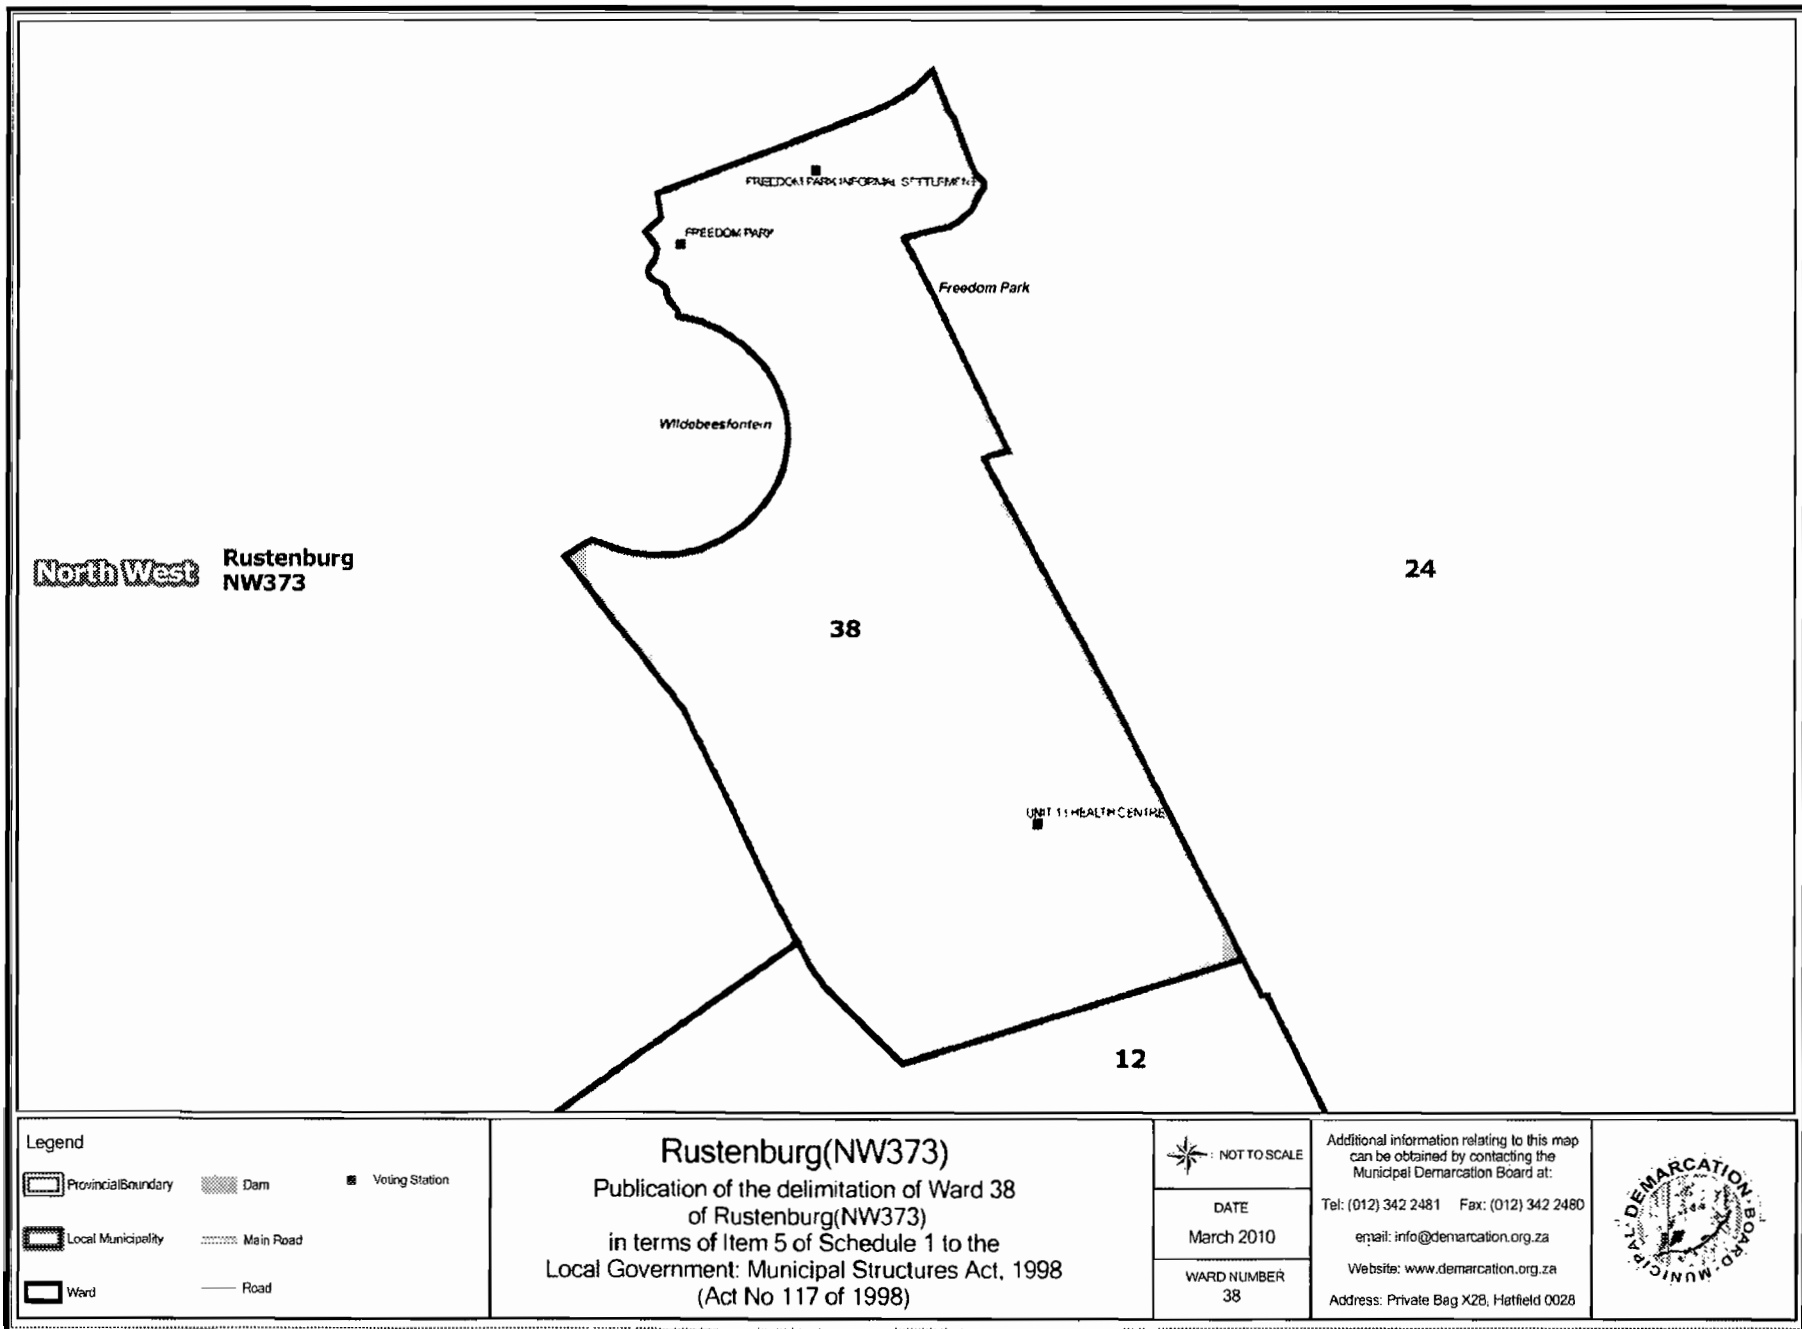 FREEDOM PARK INFORMAL SETTLEMENT
FREEDOM PARK
Freedom Park
Wildebeesfontein
North West
Rustenburg
NW373
24
38
UNIT 11 HEALTH CENTRE
12
Legend
Provincial Boundary
Dam
Voting Station
Local Municipality
Main Road
Ward
Road
Rustenburg(NW373)
Publication of the delimitation of Ward 38
of Rustenburg(NW373)
in terms of Item 5 of Schedule 1 to the
Local Government: Municipal Structures Act, 1998
(Act No 117 of 1998)
: NOT TO SCALE
DATE
March 2010
WARD NUMBER
38
Additional information relating to this map
can be obtained by contacting the
Municipal Demarcation Board at:
Tel: (012) 342 2481 Fax: (012) 342 2480
email: info@demarcation.org.za
Website: www.demarcation.org.za
Address: Private Bag X28, Hatfield 0028
MUNICIPAL DEMARCATION BOARD